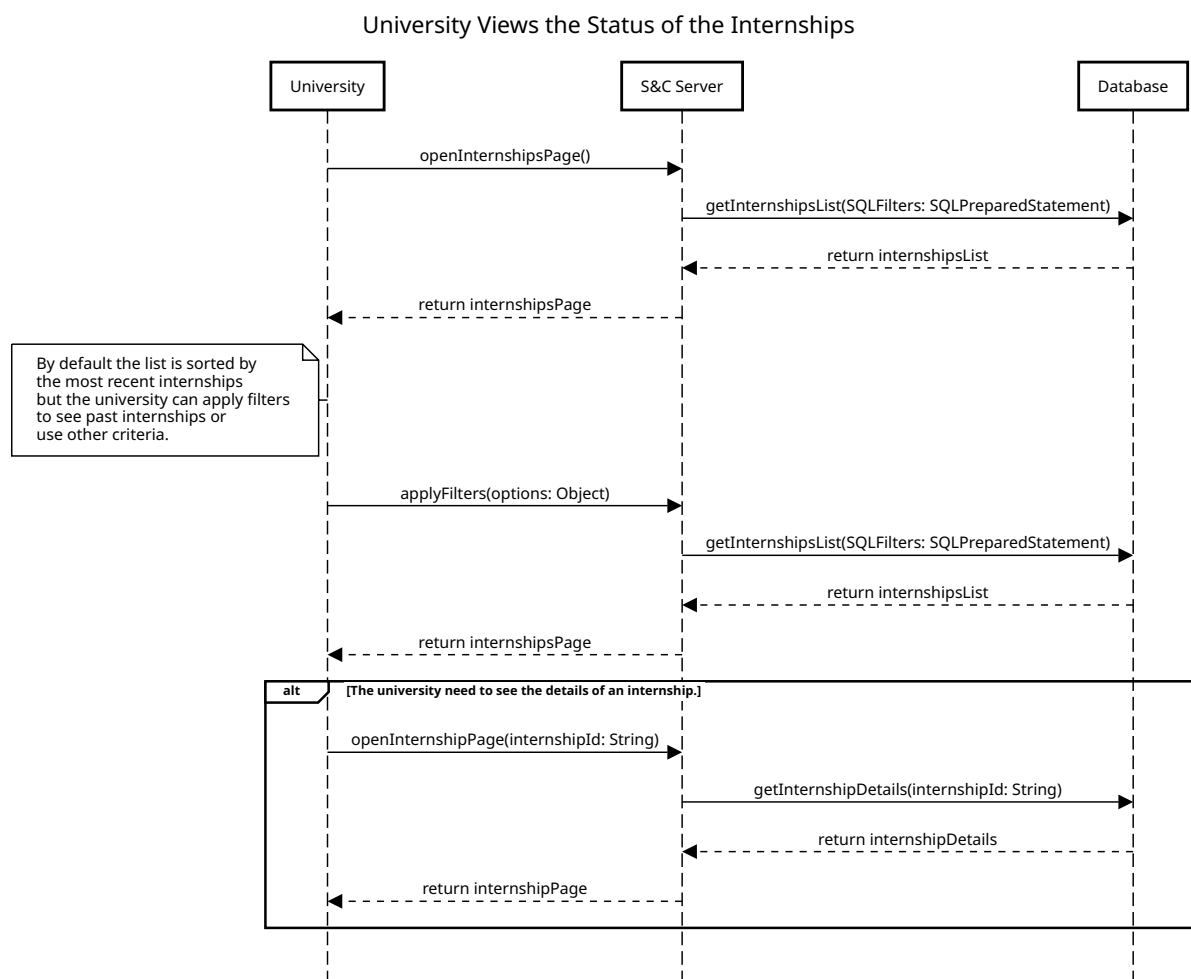 University Views the Status of the Internships
University
S&C Server
Database
openInternshipsPage()
getInternshipsList(SQLFilters: SQLPreparedStatement)
return internshipsList
return internshipsPage
By default the list is sorted by
the most recent internships
but the university can apply filters
to see past internships or
use other criteria.
applyFilters(options: Object)
getInternshipsList(SQLFilters: SQLPreparedStatement)
return internshipsList
return internshipsPage
alt
[The university need to see the details of an internship.]
openInternshipPage(internshipId: String)
getInternshipDetails(internshipId: String)
return internshipDetails
return internshipPage